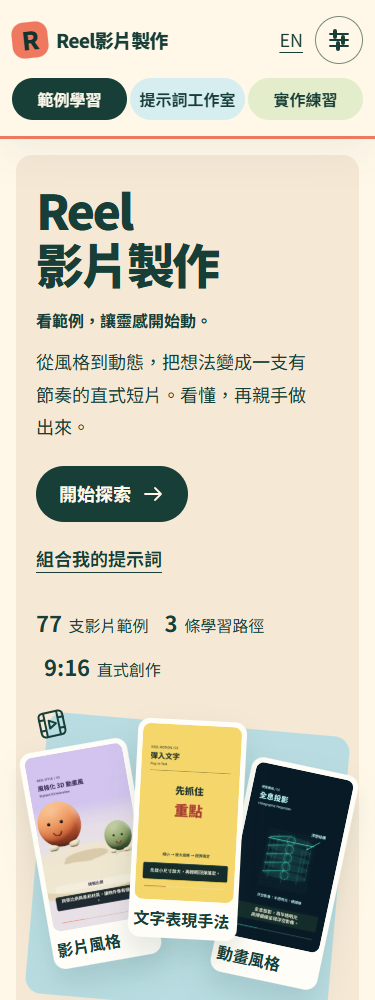 R Reel影片製作 EN
範例學習 提示詞工作室 實作練習
Reel
影片製作
看範例，讓靈感開始動。
從風格到動態，把想法變成一支有
節奏的直式短片。看懂，再親手做
出來。
開始探索 →
組合我的提示詞
77 支影片範例 3 條學習路徑
9:16 直式創作
風格化 3D 動畫風
影片風格
彈入文字
先抓住
重點
文字表現手法
全息投影
動畫風格